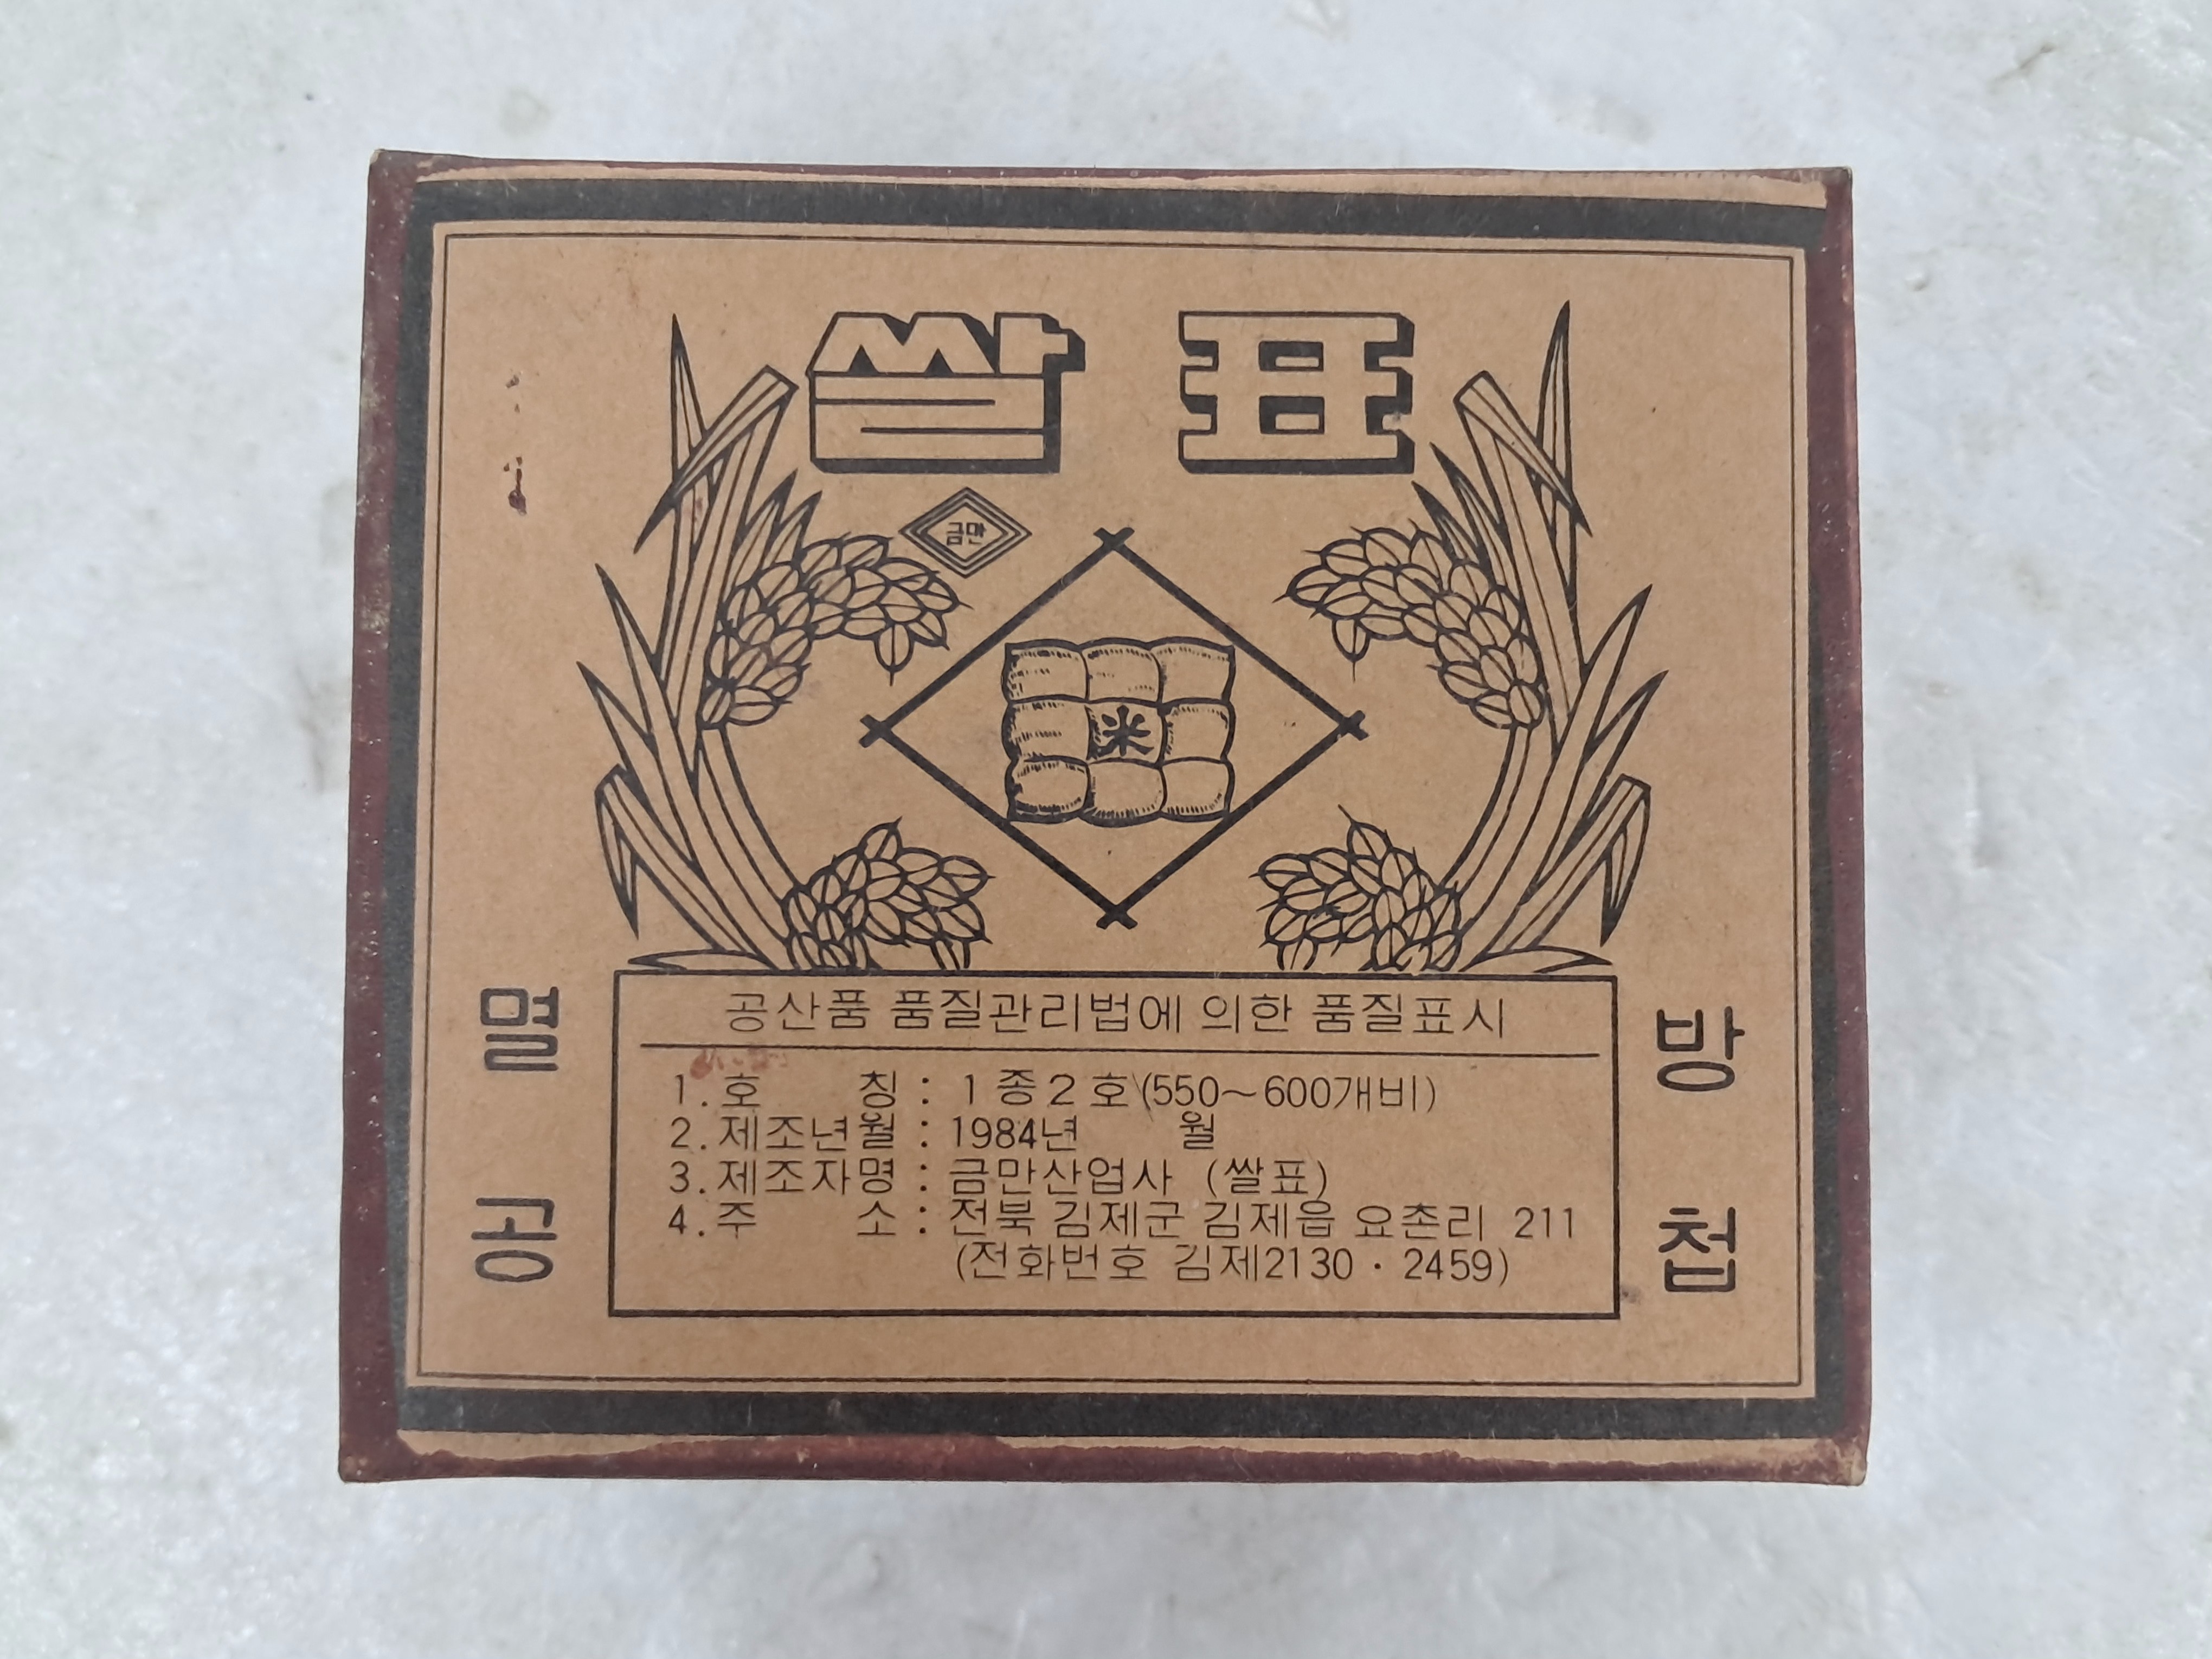 쌀표
금만
米
공산품 품질관리법에 의한 품질표시
1. 호 칭 : 1종2호(550~600개비)
2. 제조년월 : 1984년 월
3. 제조자명 : 금만산업사 (쌀표)
4. 주 소 : 전북 김제군 김제읍 요촌리 211
(전화번호 김제2130·2459)
멸공
방첩